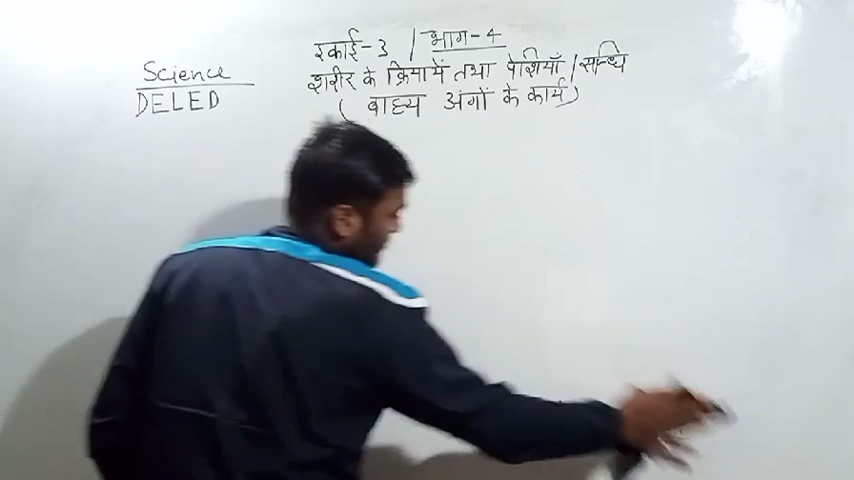 Science
DELED
इकाई-3 / भाग-4
शरीर के क्रियायें तथा पेशियाँ / सन्धि
( वाह्य अंगों के कार्य )